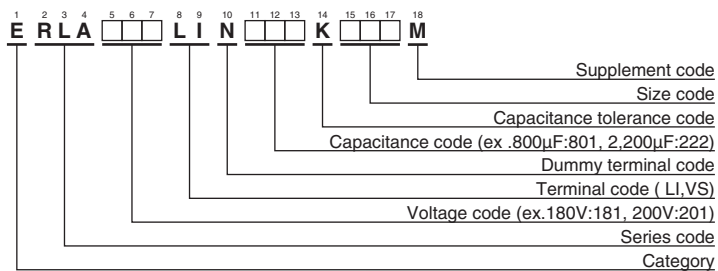 1 2 3 4 5 6 7 8 9 10 11 12 13 14 15 16 17 18
E R L A L I N K M
Supplement code
Size code
Capacitance tolerance code
Capacitance code (ex .800µF:801, 2,200µF:222)
Dummy terminal code
Terminal code ( LI,VS)
Voltage code (ex.180V:181, 200V:201)
Series code
Category